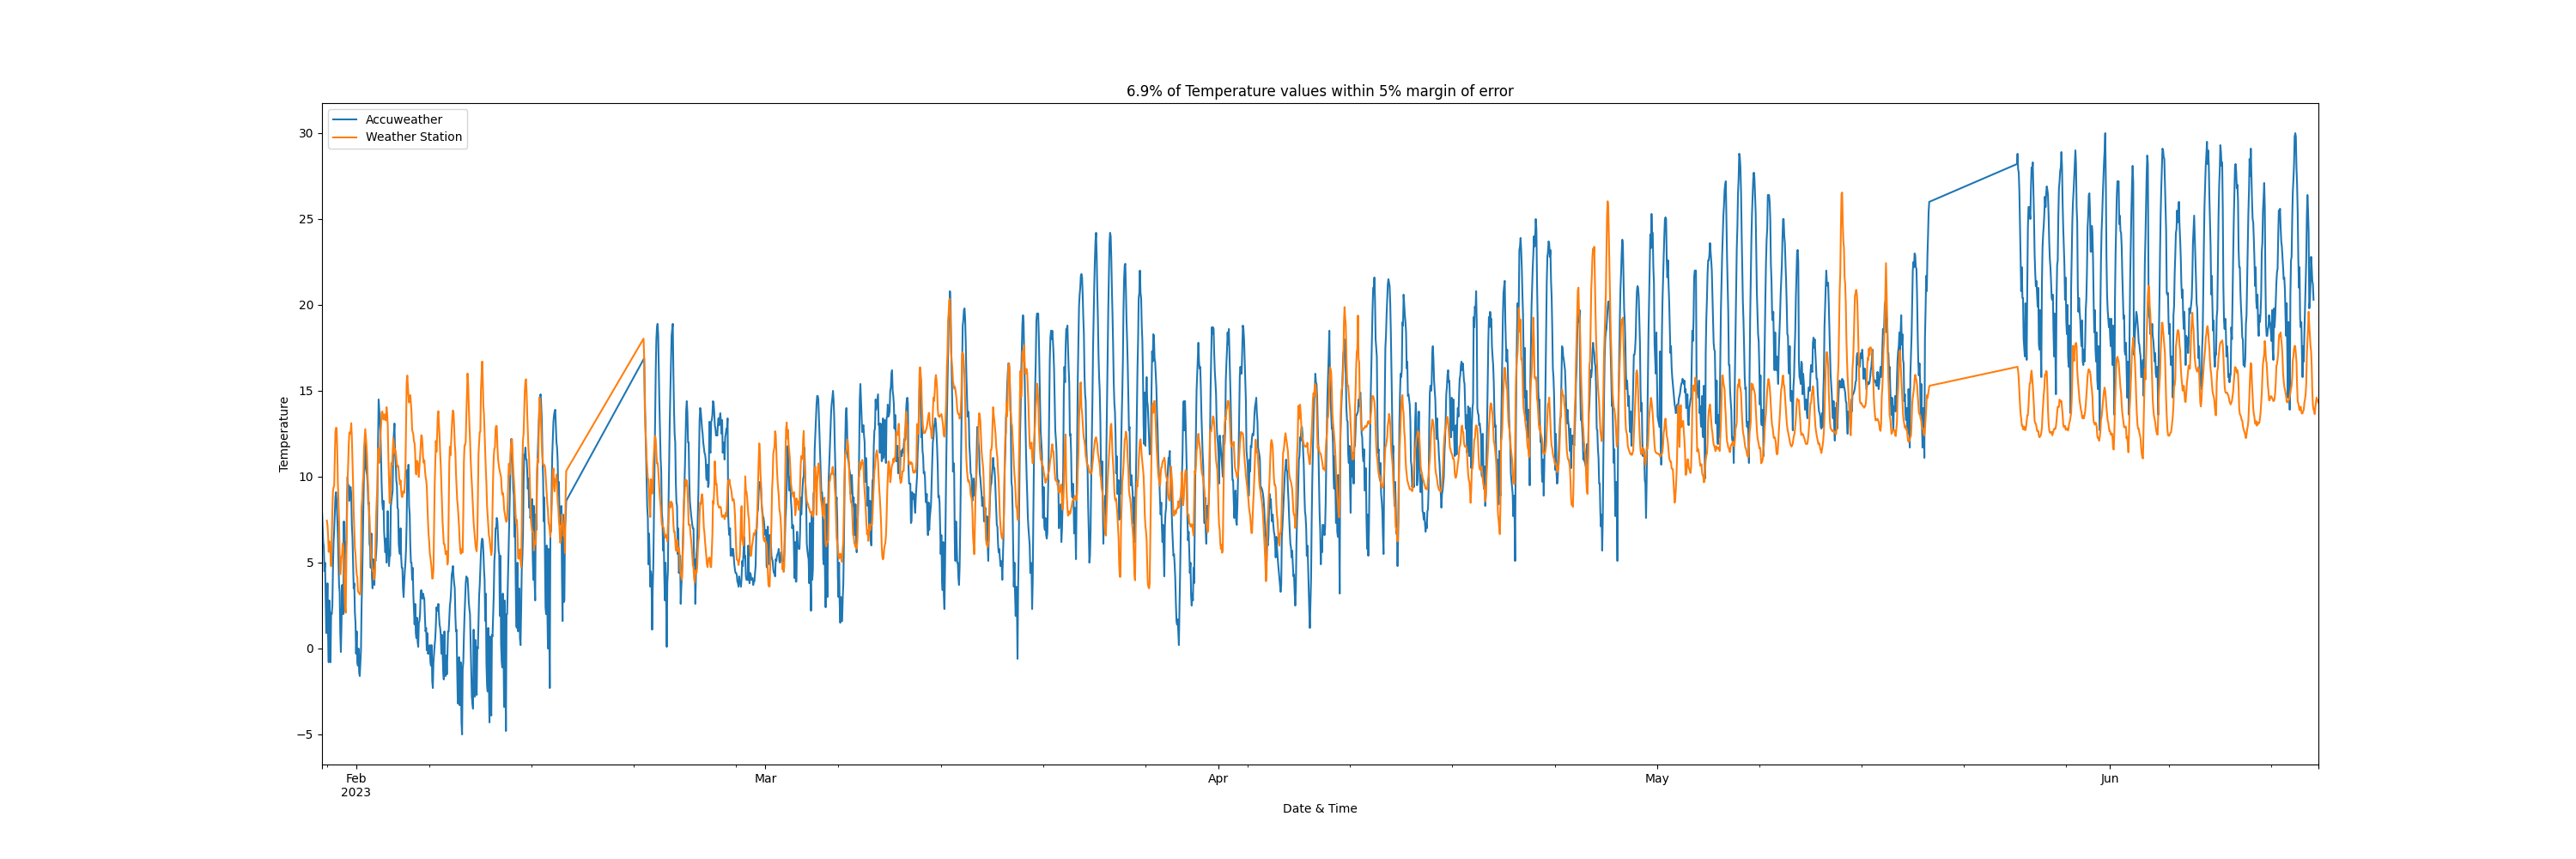 6.9% of Temperature values within 5% margin of error
Accuweather
Weather Station
Temperature
30
25
20
15
10
5
0
−5
Feb
2023
Mar
Apr
May
Jun
Date & Time